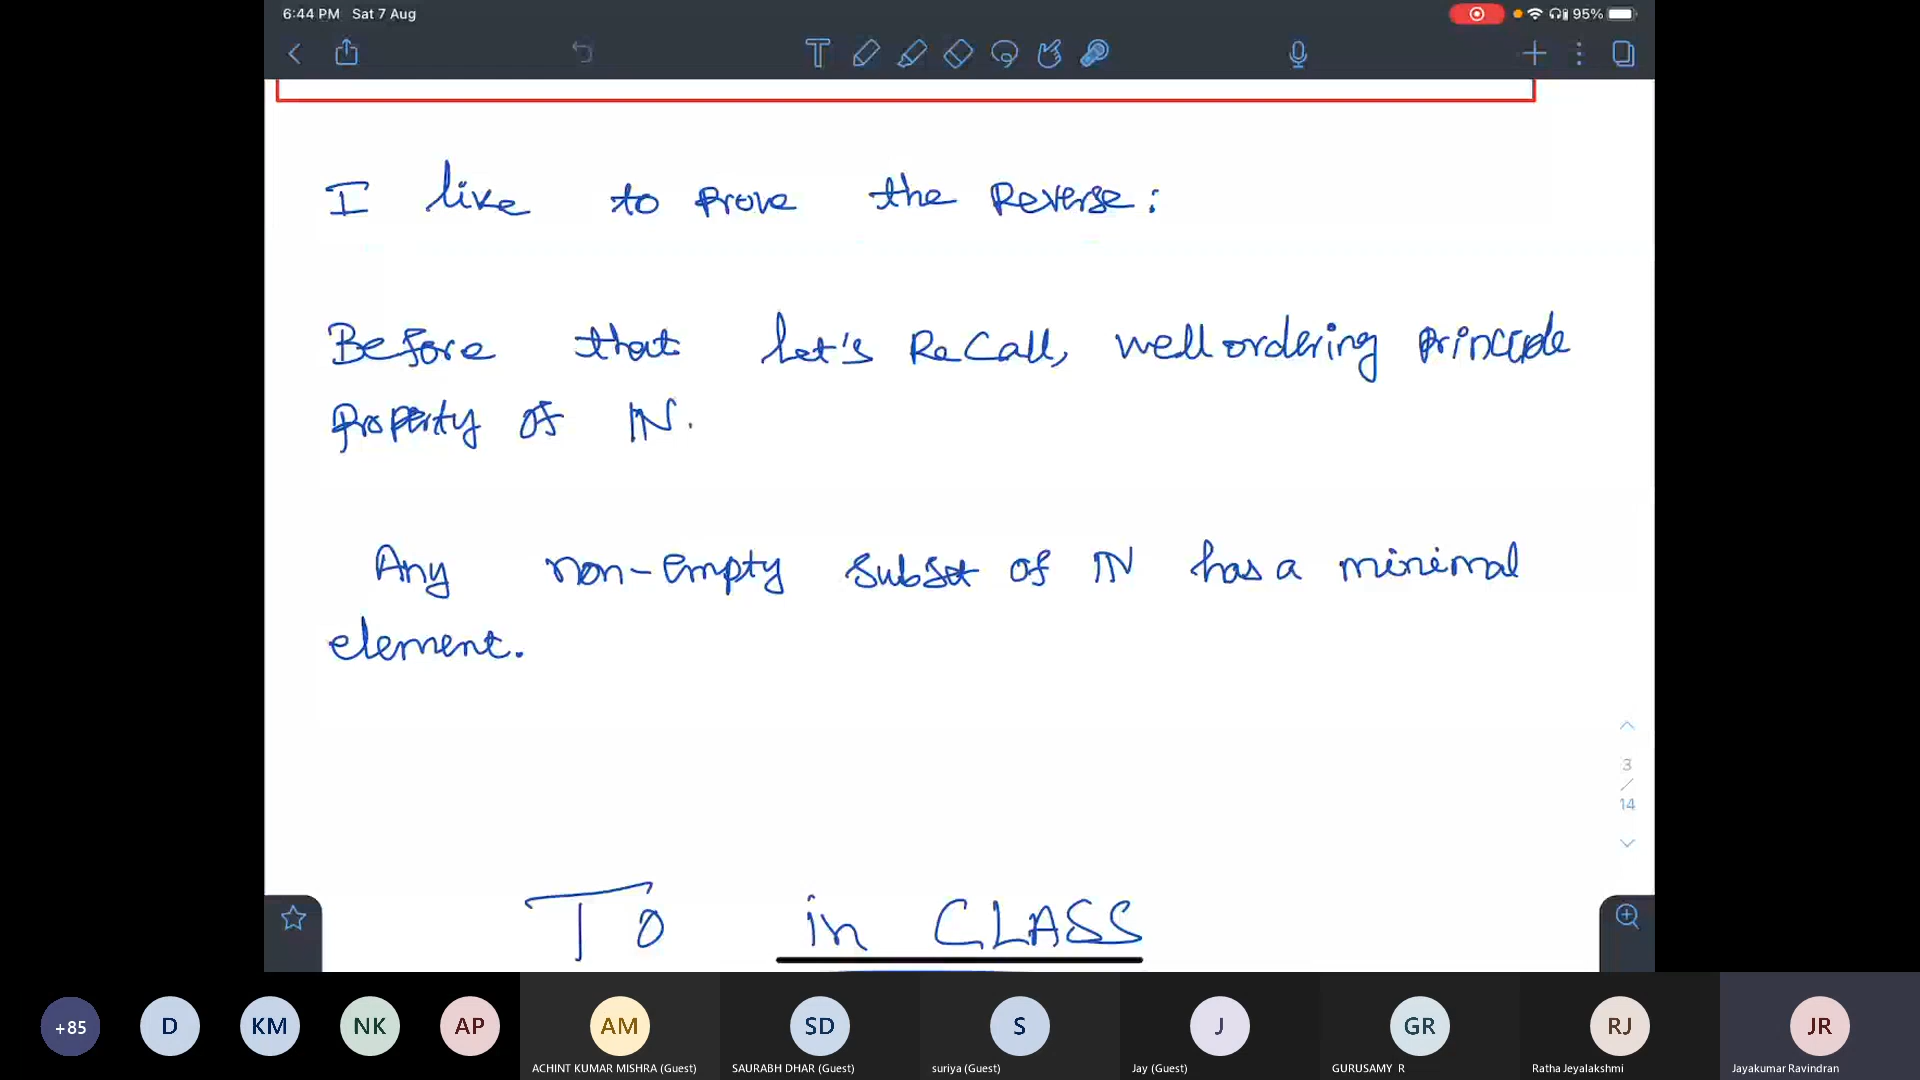 6:44 PM Sat 7 Aug
95%
I like to prove the Reverse:
Before that let's ReCall, well ordering principle
property of IN.
Any non-empty subset of IN has a minimal
element.
3
/
14
To in CLASS
+85 D KM NK AP AM SD S J GR RJ JR
ACHINT KUMAR MISHRA (Guest) SAURABH DHAR (Guest) suriya (Guest) Jay (Guest) GURUSAMY R Ratha Jeyalakshmi Jayakumar Ravindran